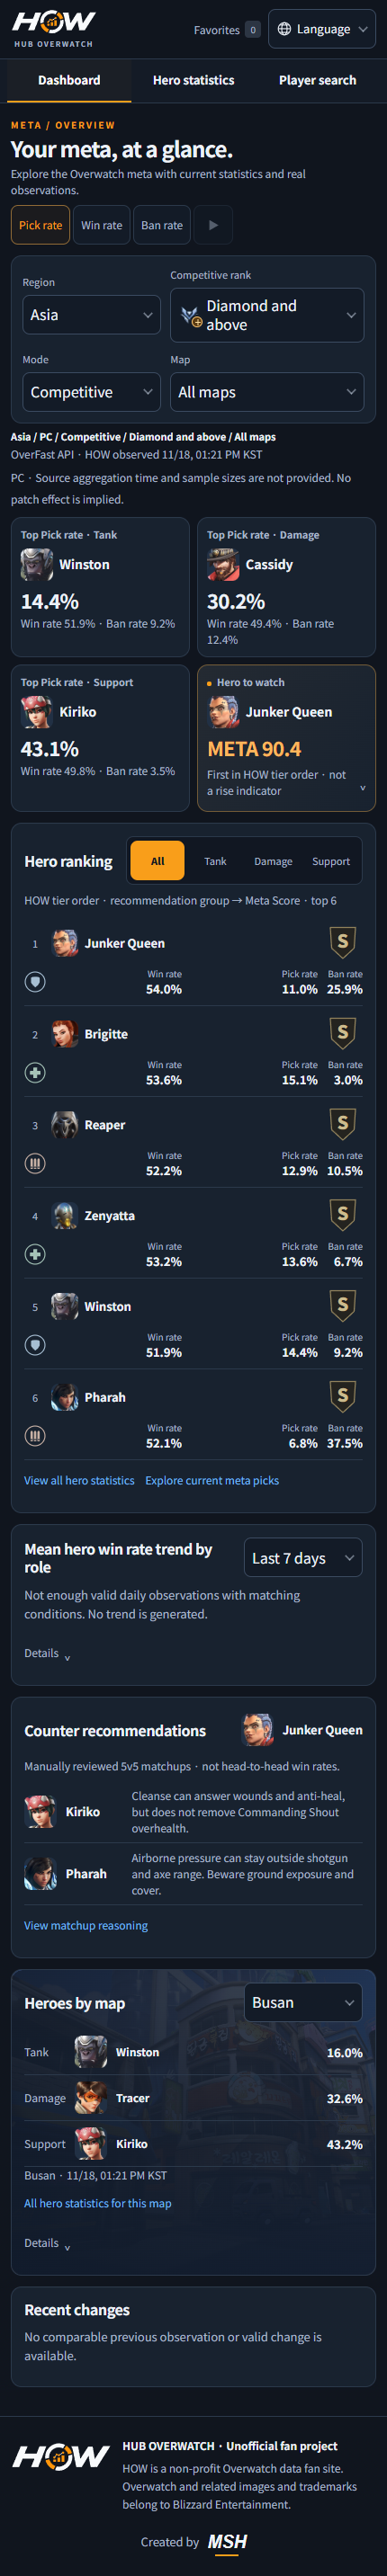 HOW
HUB OVERWATCH
Favorites 0
Language
Dashboard
Hero statistics
Player search
META / OVERVIEW
Your meta, at a glance.
Explore the Overwatch meta with current statistics and real
observations.
Pick rate
Win rate
Ban rate
Region
Asia
Competitive rank
Diamond and
above
Mode
Competitive
Map
All maps
Asia / PC / Competitive / Diamond and above / All maps
OverFast API · HOW observed 11/18, 01:21 PM KST
PC · Source aggregation time and sample sizes are not provided. No
patch effect is implied.
Top Pick rate · Tank
Winston
14.4%
Win rate 51.9% · Ban rate 9.2%
Top Pick rate · Damage
Cassidy
30.2%
Win rate 49.4% · Ban rate
12.4%
Top Pick rate · Support
Kiriko
43.1%
Win rate 49.8% · Ban rate 3.5%
Hero to watch
Junker Queen
META 90.4
First in HOW tier order · not
a rise indicator
Hero ranking
All
Tank
Damage
Support
HOW tier order · recommendation group → Meta Score · top 6
1 Junker Queen S
Win rate Pick rate Ban rate
54.0% 11.0% 25.9%
2 Brigitte S
Win rate Pick rate Ban rate
53.6% 15.1% 3.0%
3 Reaper S
Win rate Pick rate Ban rate
52.2% 12.9% 10.5%
4 Zenyatta S
Win rate Pick rate Ban rate
53.2% 13.6% 6.7%
5 Winston S
Win rate Pick rate Ban rate
51.9% 14.4% 9.2%
6 Pharah S
Win rate Pick rate Ban rate
52.1% 6.8% 37.5%
View all hero statistics Explore current meta picks
Mean hero win rate trend by
role
Last 7 days
Not enough valid daily observations with matching
conditions. No trend is generated.
Details
Counter recommendations
Junker Queen
Manually reviewed 5v5 matchups · not head-to-head win rates.
Kiriko
Cleanse can answer wounds and anti-heal,
but does not remove Commanding Shout
overhealth.
Pharah
Airborne pressure can stay outside shotgun
and axe range. Beware ground exposure and
cover.
View matchup reasoning
Heroes by map
Busan
Tank Winston 16.0%
Damage Tracer 32.6%
Support Kiriko 43.2%
Busan · 11/18, 01:21 PM KST
All hero statistics for this map
Details
Recent changes
No comparable previous observation or valid change is
available.
HOW
HUB OVERWATCH · Unofficial fan project
HOW is a non-profit Overwatch data fan site.
Overwatch and related images and trademarks
belong to Blizzard Entertainment.
Created by MSH